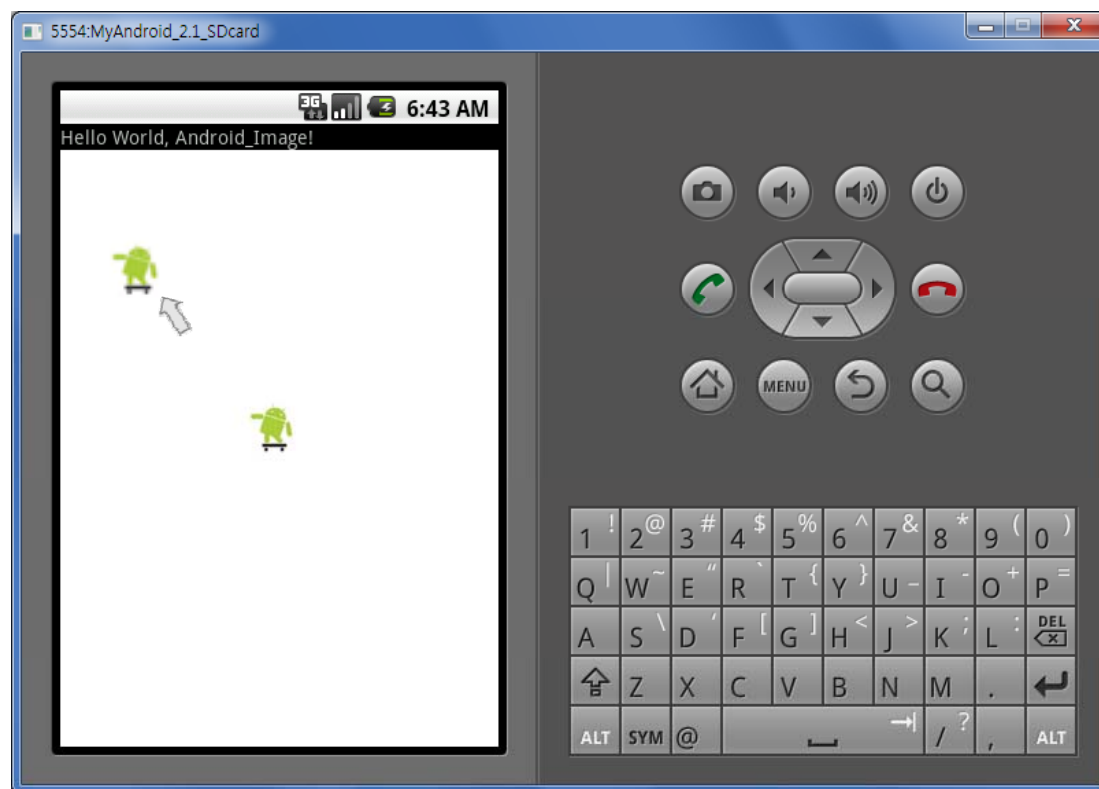 5554:MyAndroid_2.1_SDcard
3G 6:43 AM
Hello World, Android_Image!
MENU
1 ! 2 @ 3 # 4 $ 5 % 6 ^ 7 & 8 * 9 ( 0 )
Q | W ~ E " R ` T { Y } U _ I - O + P =
A S \ D ' F [ G ] H < J > K ; L : DEL
Z X C V B N M .
ALT SYM @ / ? , ALT